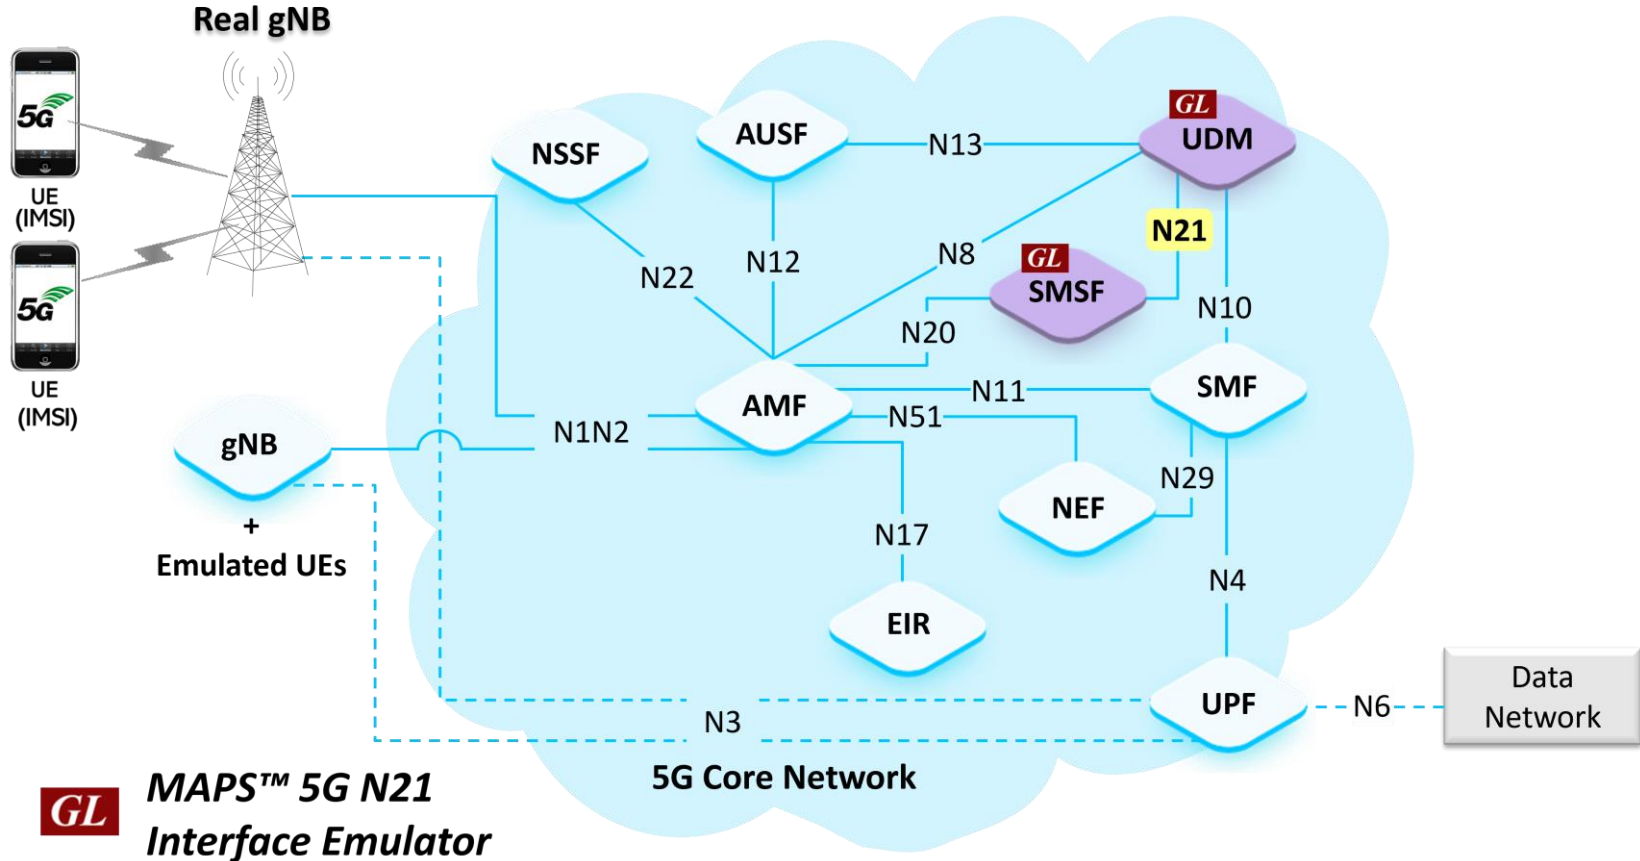 Real gNB
5G
UE
(IMSI)
5G
UE
(IMSI)
NSSF
AUSF
N13
GL
UDM
N21
N22
N12
N8
GL
SMSF
N10
N20
AMF
N11
SMF
N51
N1N2
gNB
+
Emulated UEs
N29
NEF
N17
EIR
N4
N3
UPF
N6
Data
Network
5G Core Network
GL
MAPS™ 5G N21
Interface Emulator